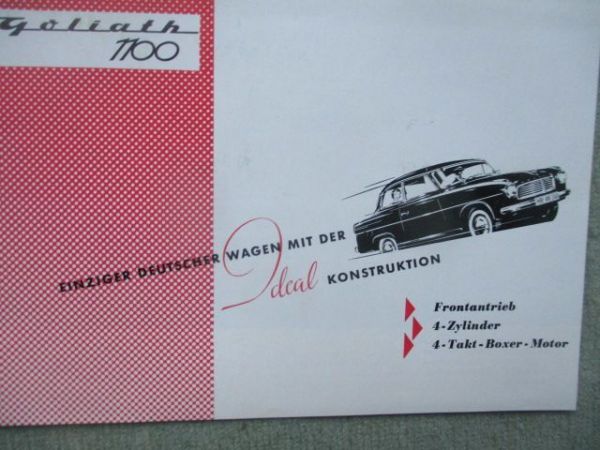 Goliath
1100
EINZIGER DEUTSCHER WAGEN MIT DER
Ideal KONSTRUKTION
Frontantrieb
4-Zylinder
4-Takt-Boxer-Motor